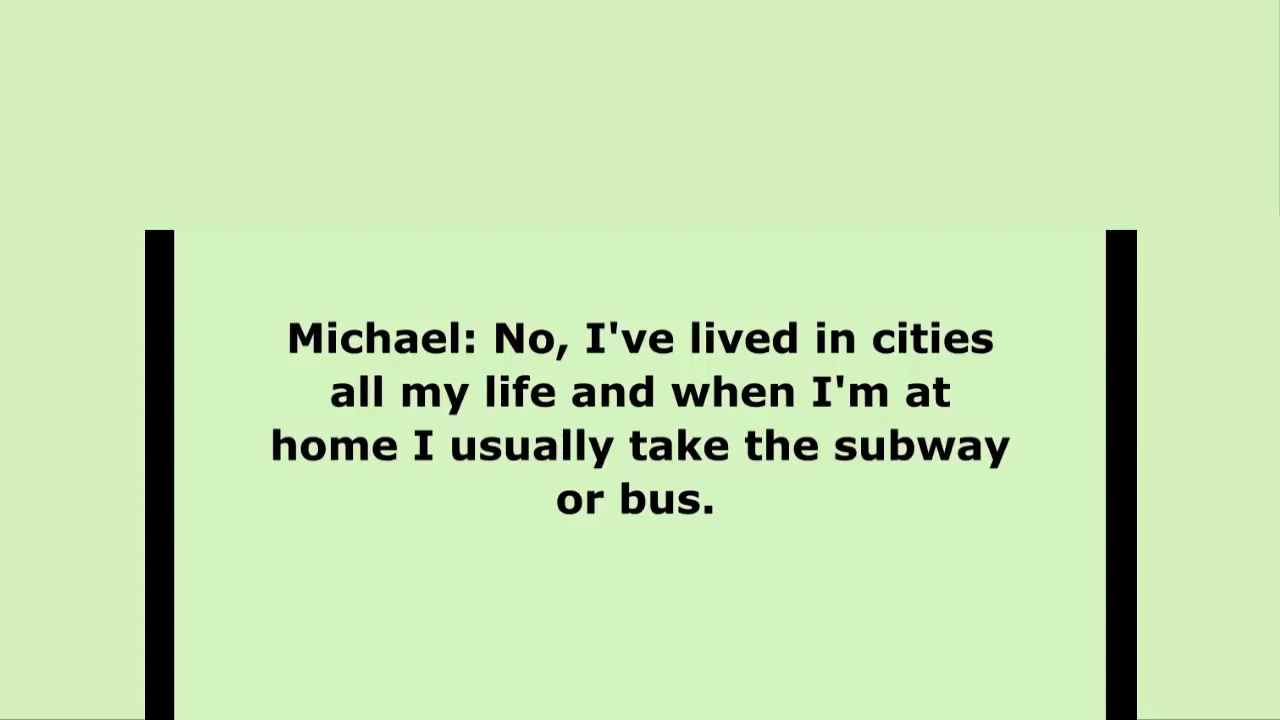 Michael: No, I've lived in cities
all my life and when I'm at
home I usually take the subway
or bus.